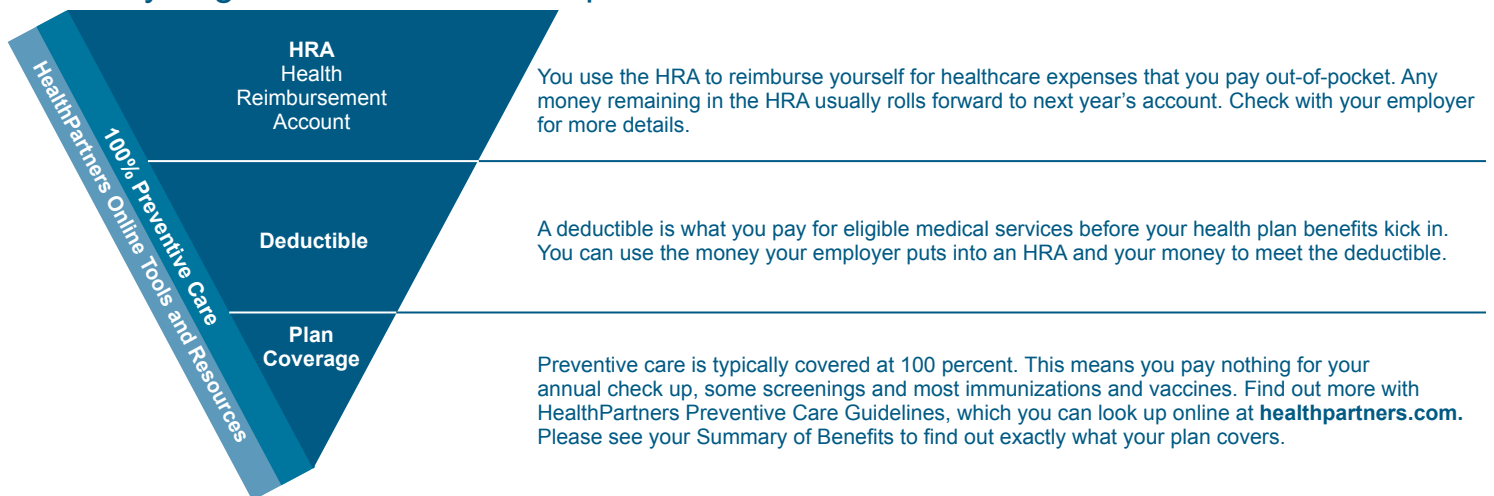 HRA
Health
Reimbursement
Account
You use the HRA to reimburse yourself for healthcare expenses that you pay out-of-pocket. Any
money remaining in the HRA usually rolls forward to next year's account. Check with your employer
for more details.
Deductible
A deductible is what you pay for eligible medical services before your health plan benefits kick in.
You can use the money your employer puts into an HRA and your money to meet the deductible.
Plan
Coverage
Preventive care is typically covered at 100 percent. This means you pay nothing for your
annual check up, some screenings and most immunizations and vaccines. Find out more with
HealthPartners Preventive Care Guidelines, which you can look up online at healthpartners.com.
Please see your Summary of Benefits to find out exactly what your plan covers.
100% Preventive Care
HealthPartners Online Tools and Resources